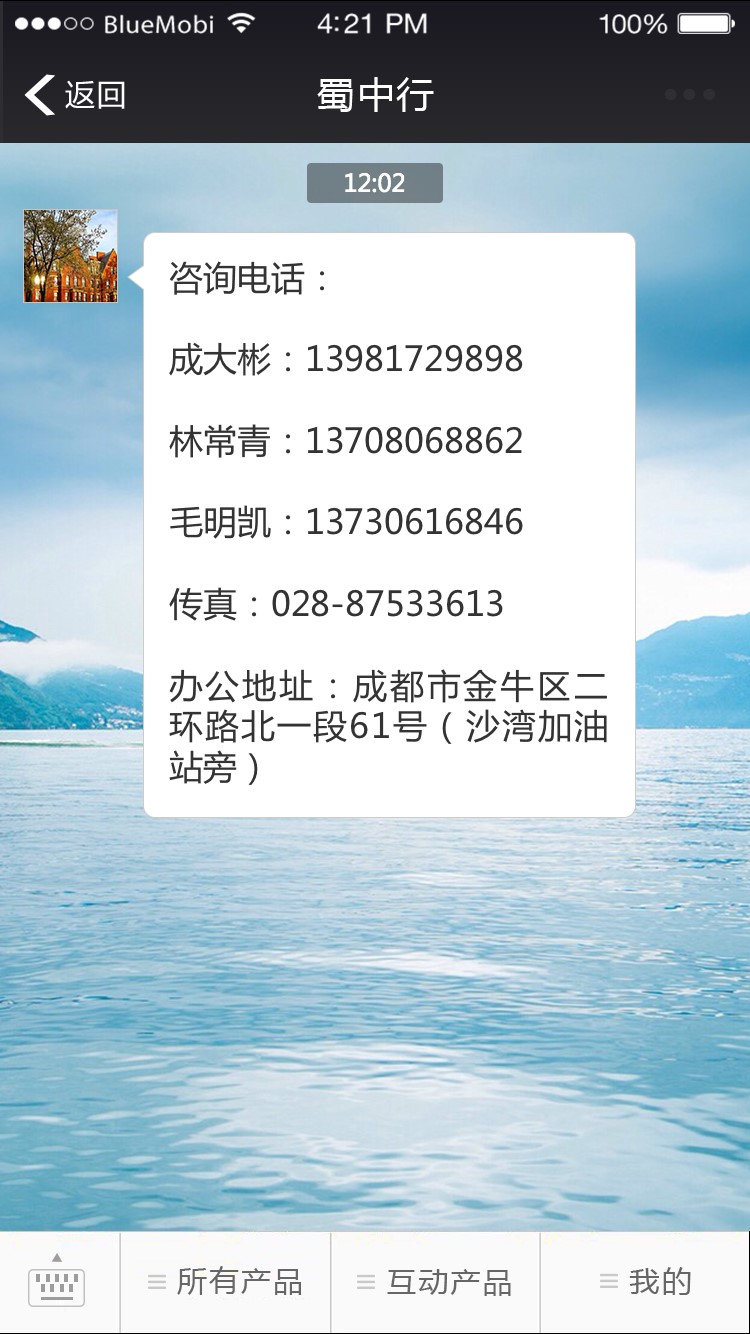 BlueMobi 4:21 PM 100%
返回 蜀中行
12:02
咨询电话：
成大彬：13981729898
林常青：13708068862
毛明凯：13730616846
传真：028-87533613
办公地址：成都市金牛区二
环路北一段61号（沙湾加油
站旁）
所有产品 互动产品 我的